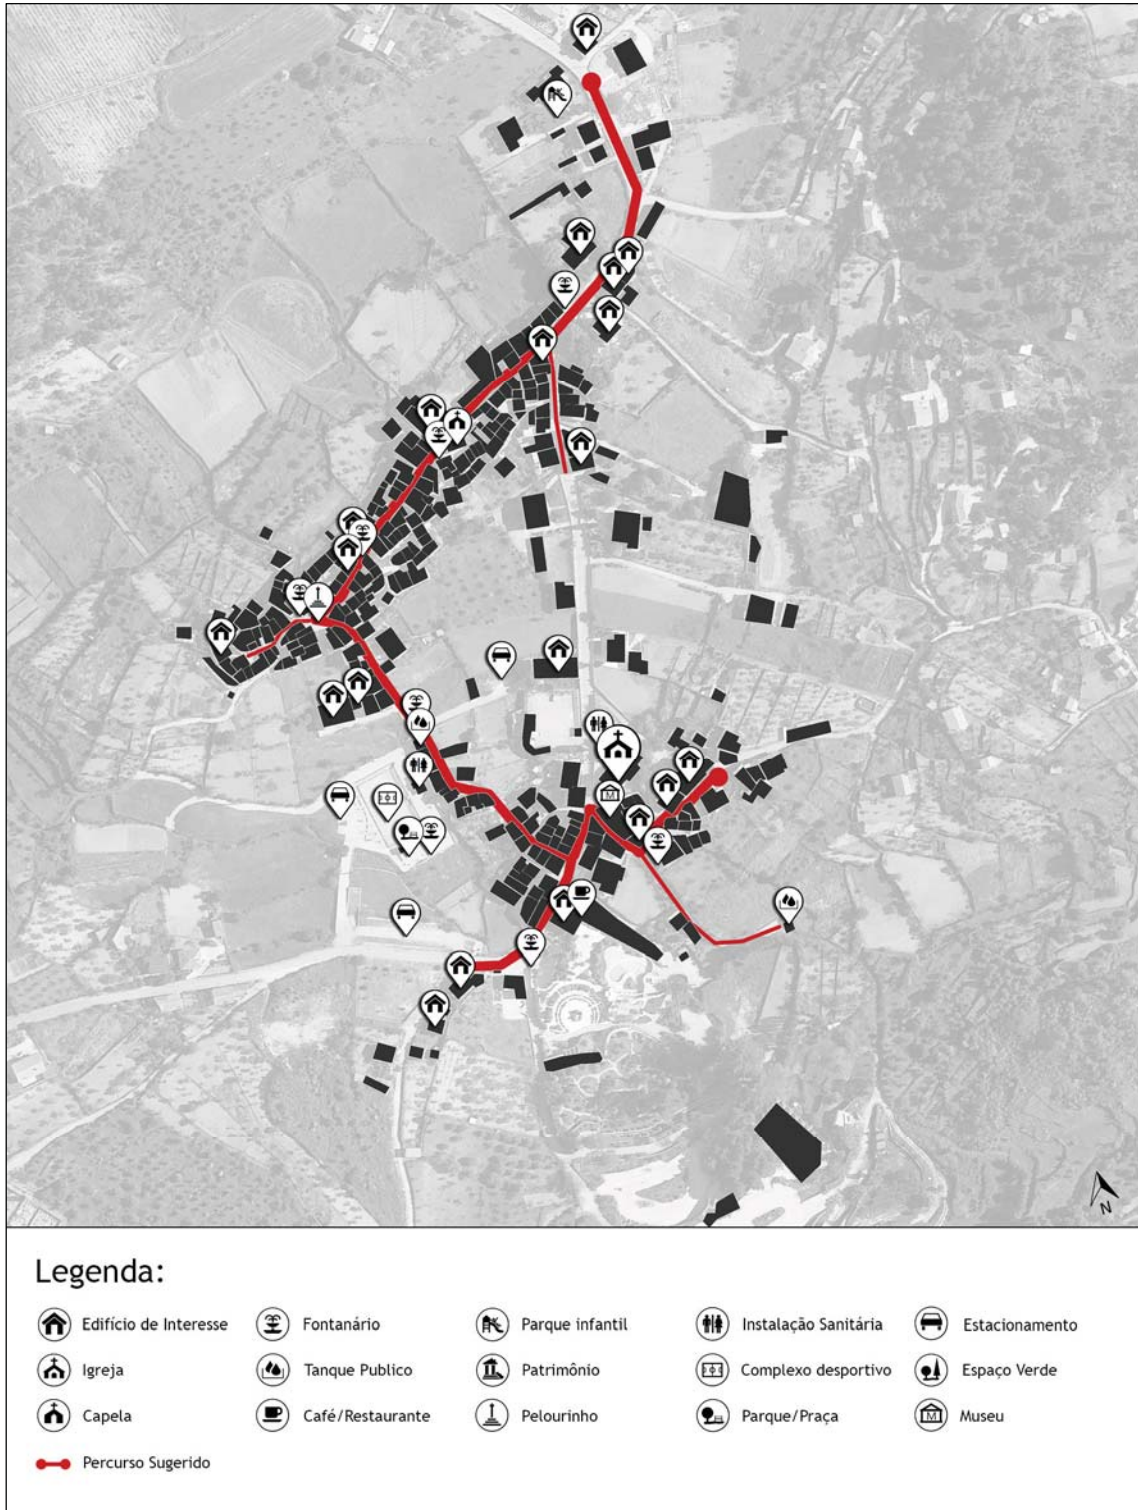 N
Legenda:
Edifício de Interesse
Fontanário
Parque infantil
Instalação Sanitária
Estacionamento
Igreja
Tanque Publico
Patrimônio
Complexo desportivo
Espaço Verde
Capela
Café/Restaurante
Pelourinho
Parque/Praça
M
Museu
Percurso Sugerido